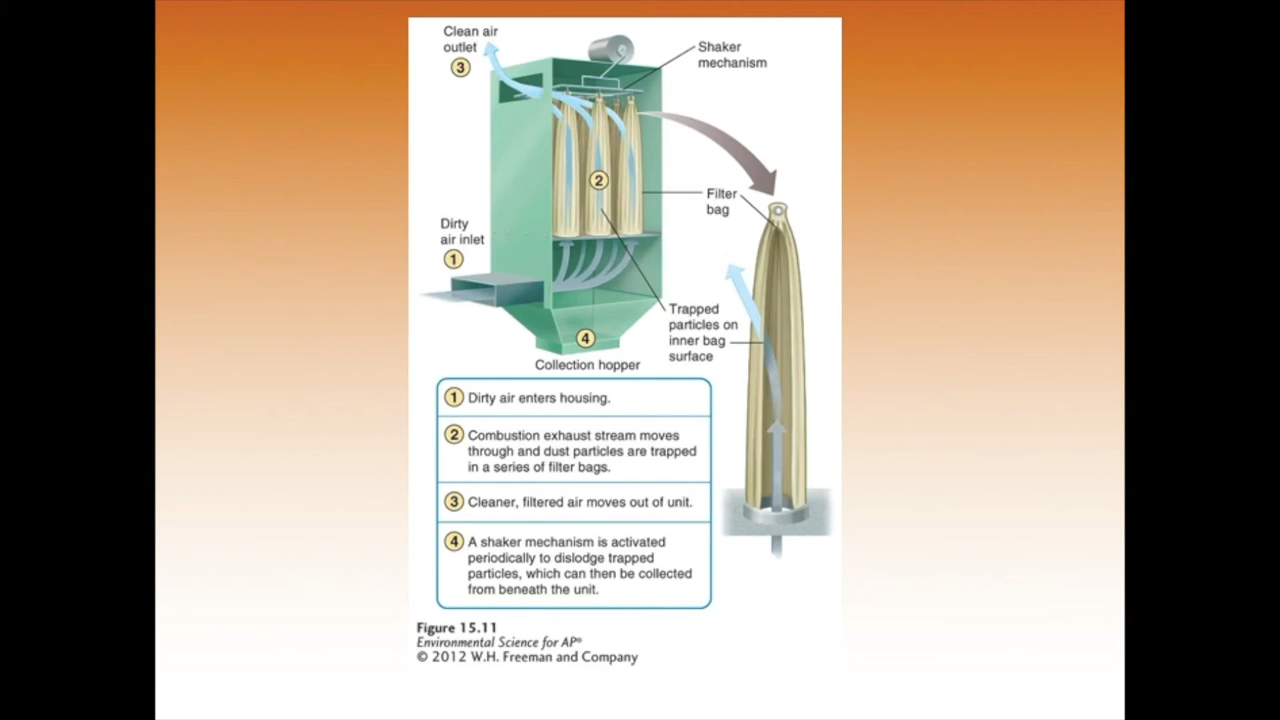 Clean air
outlet
3
Shaker
mechanism
2
Filter
bag
Dirty
air inlet
1
Trapped
particles on
inner bag
surface
4
Collection hopper
1 Dirty air enters housing.
2 Combustion exhaust stream moves
through and dust particles are trapped
in a series of filter bags.
3 Cleaner, filtered air moves out of unit.
4 A shaker mechanism is activated
periodically to dislodge trapped
particles, which can then be collected
from beneath the unit.
Figure 15.11
Environmental Science for AP®
© 2012 W.H. Freeman and Company